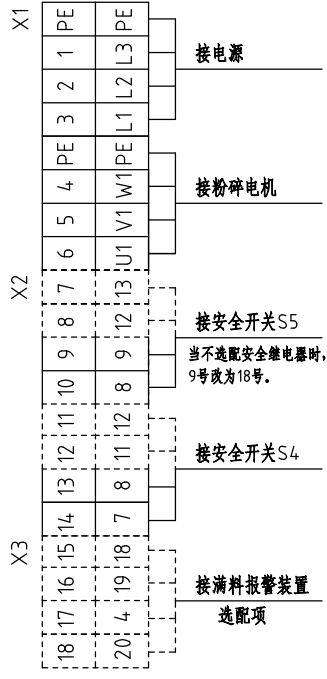 X1
PE PE
1 L3
2 L2
3 L1
接电源
PE PE
4 W1
5 V1
6 U1
接粉碎电机
X2
7 13
8 12
9 9
10 8
接安全开关S5
当不选配安全继电器时,
9号改为18号。
11 12
12 11
13 8
14 7
接安全开关S4
X3
15 18
16 19
17 4
18 20
接满料报警装置
选配项